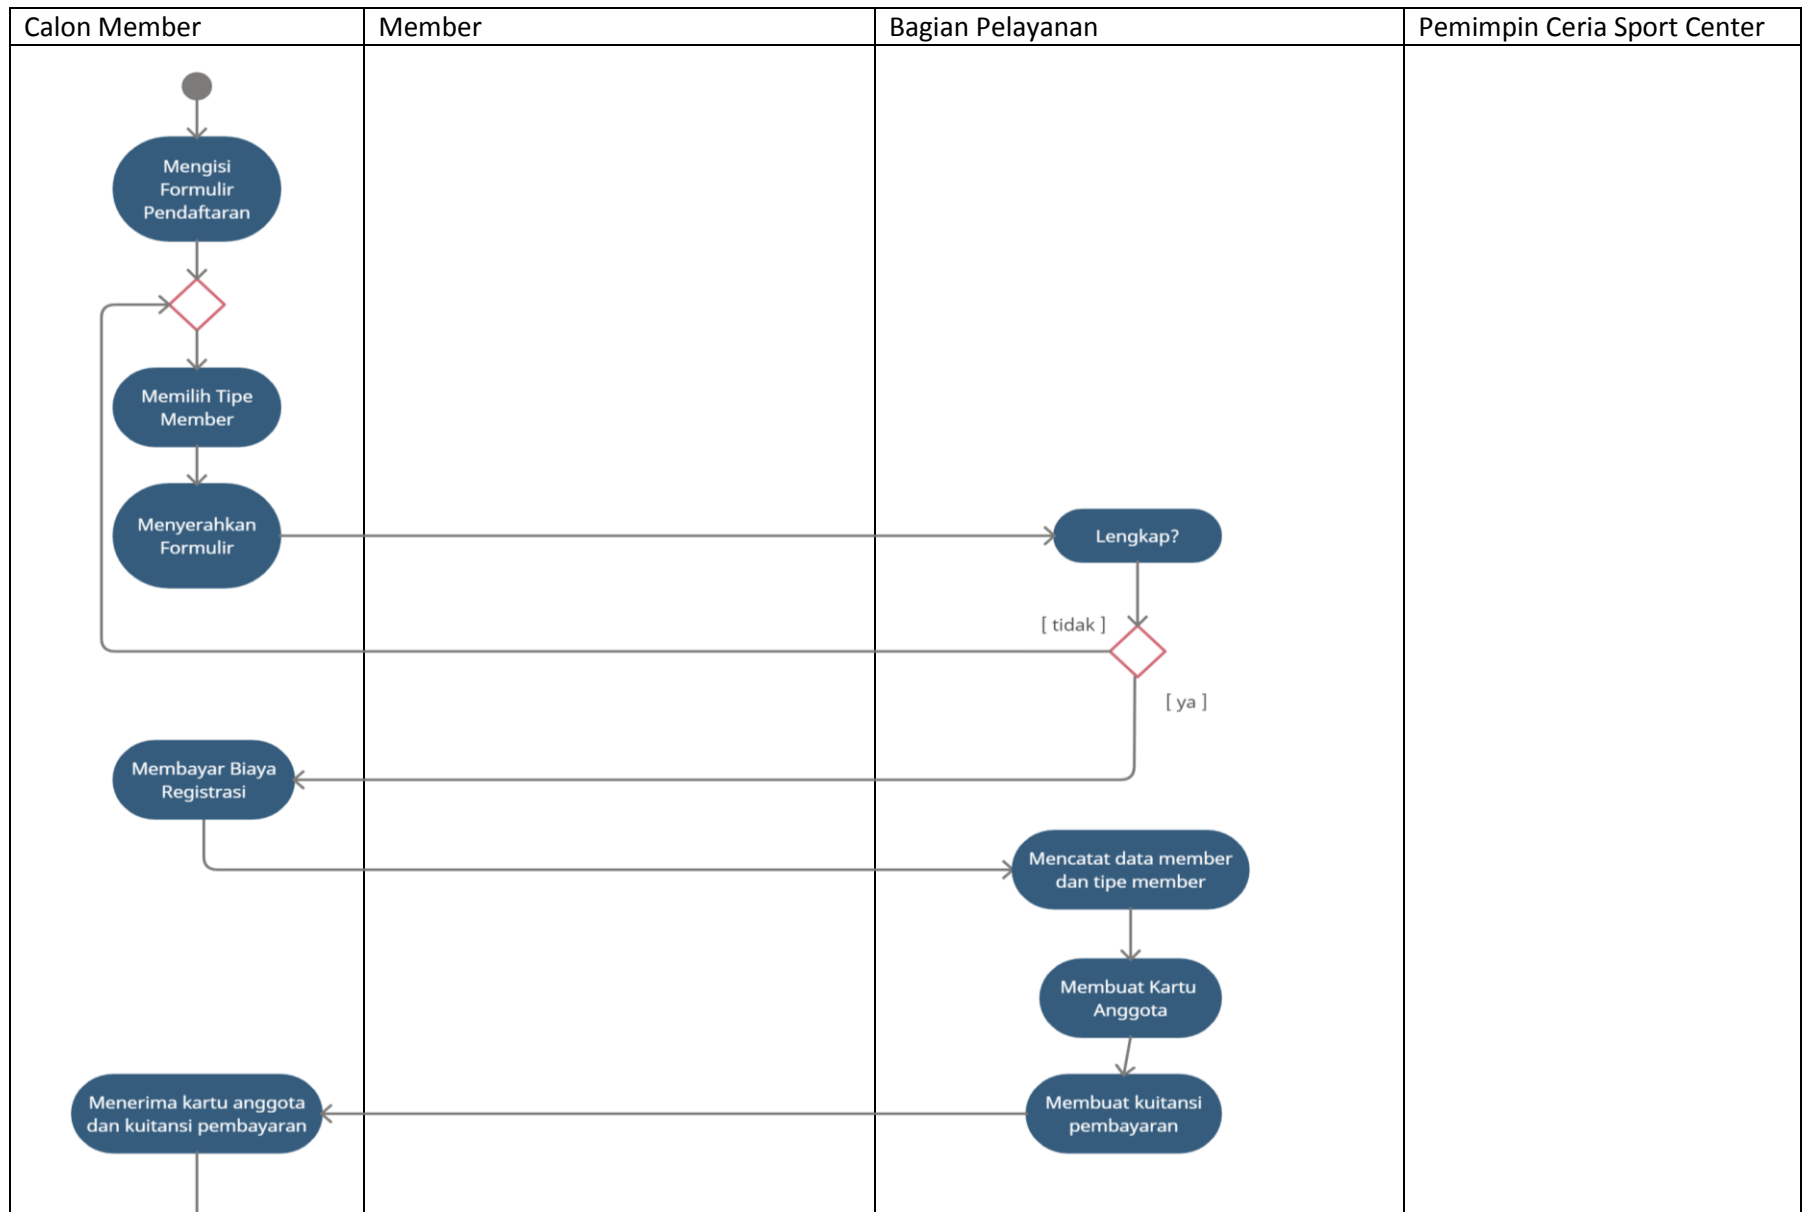 Calon Member
Member
Bagian Pelayanan
Pemimpin Ceria Sport Center
Mengisi
Formulir
Pendaftaran
Memilih Tipe
Member
Menyerahkan
Formulir
Lengkap?
[ tidak ]
[ ya ]
Membayar Biaya
Registrasi
Mencatat data member
dan tipe member
Membuat Kartu
Anggota
Membuat kuitansi
pembayaran
Menerima kartu anggota
dan kuitansi pembayaran